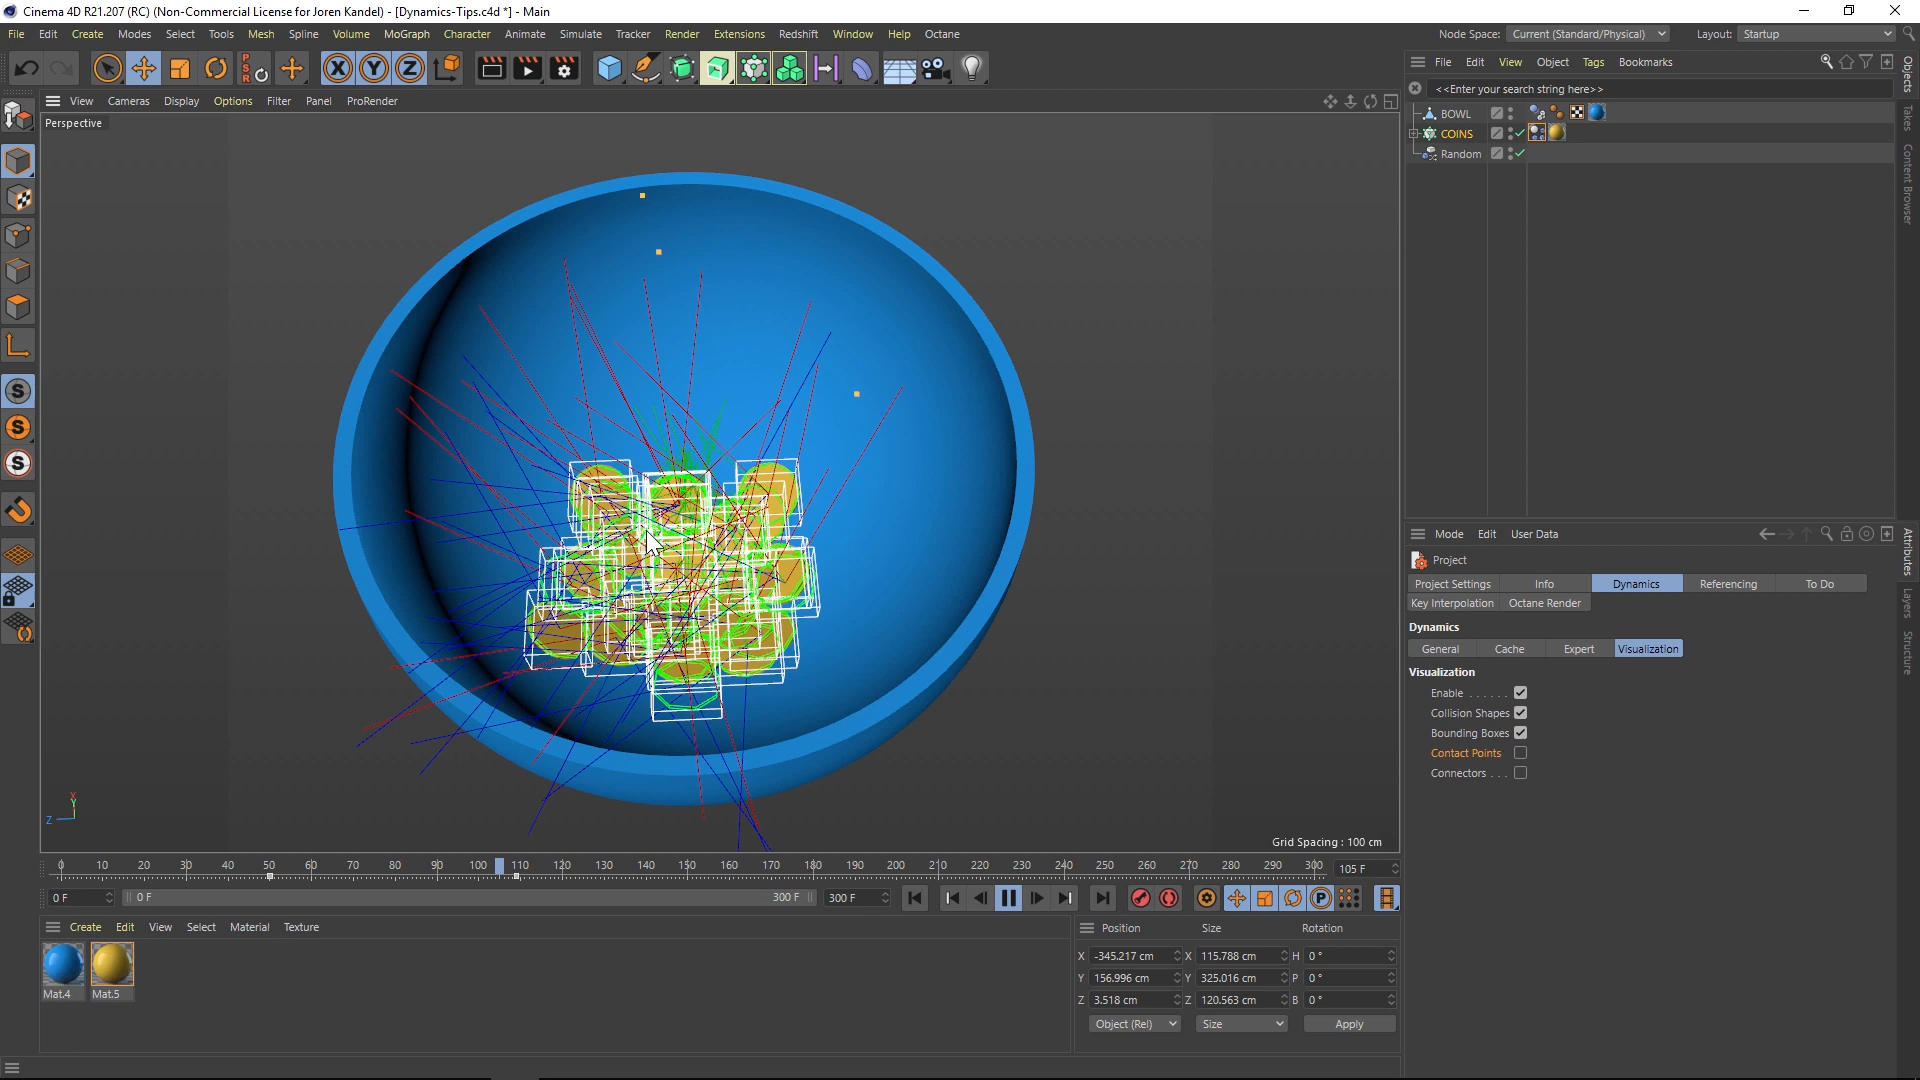 Cinema 4D R21.207 (RC) (Non-Commercial License for Joren Kandel) - [Dynamics-Tips.c4d *] - Main
File Edit Create Modes Select Tools Mesh Spline Volume MoGraph Character Animate Simulate Tracker Render Extensions Redshift Window Help Octane
Node Space: Current (Standard/Physical) Layout: Startup
PSR X Y Z
View Cameras Display Options Filter Panel ProRender
Perspective
File Edit View Object Tags Bookmarks
<<Enter your search string here>>
BOWL
COINS
Random
Objects
Takes
Content Browser
S
S
S
Mode Edit User Data
Project
Project Settings Info Dynamics Referencing To Do
Key Interpolation Octane Render
Dynamics
General Cache Expert Visualization
Visualization
Enable . . . . . .
Collision Shapes
Bounding Boxes
Contact Points
Connectors . . .
Attributes
Layers
Structure
X
Y
Z
Grid Spacing : 100 cm
0 10 20 30 40 50 60 70 80 90 100 110 120 130 140 150 160 170 180 190 200 210 220 230 240 250 260 270 280 290 300 105 F
0 F 0 F 300 F 300 F P
Create Edit View Select Material Texture
Mat.4 Mat.5
Position Size Rotation
X -345.217 cm X 115.788 cm H 0 °
Y 156.996 cm Y 325.016 cm P 0 °
Z 3.518 cm Z 120.563 cm B 0 °
Object (Rel) Size Apply